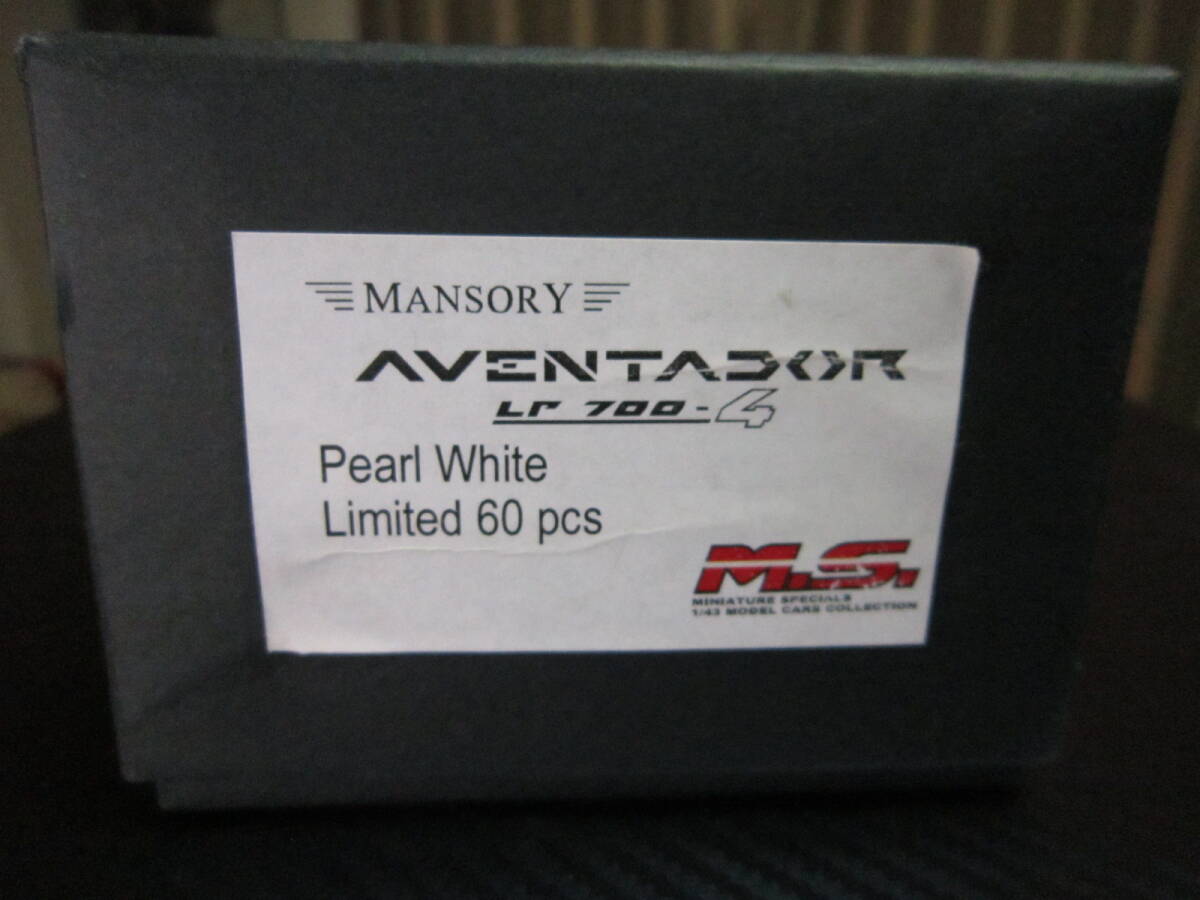 MANSORY
AVENTADOR
LP 700-4
Pearl White
Limited 60 pcs
M.S.
MINIATURE SPECIALS
1/43 MODEL CARS COLLECTION